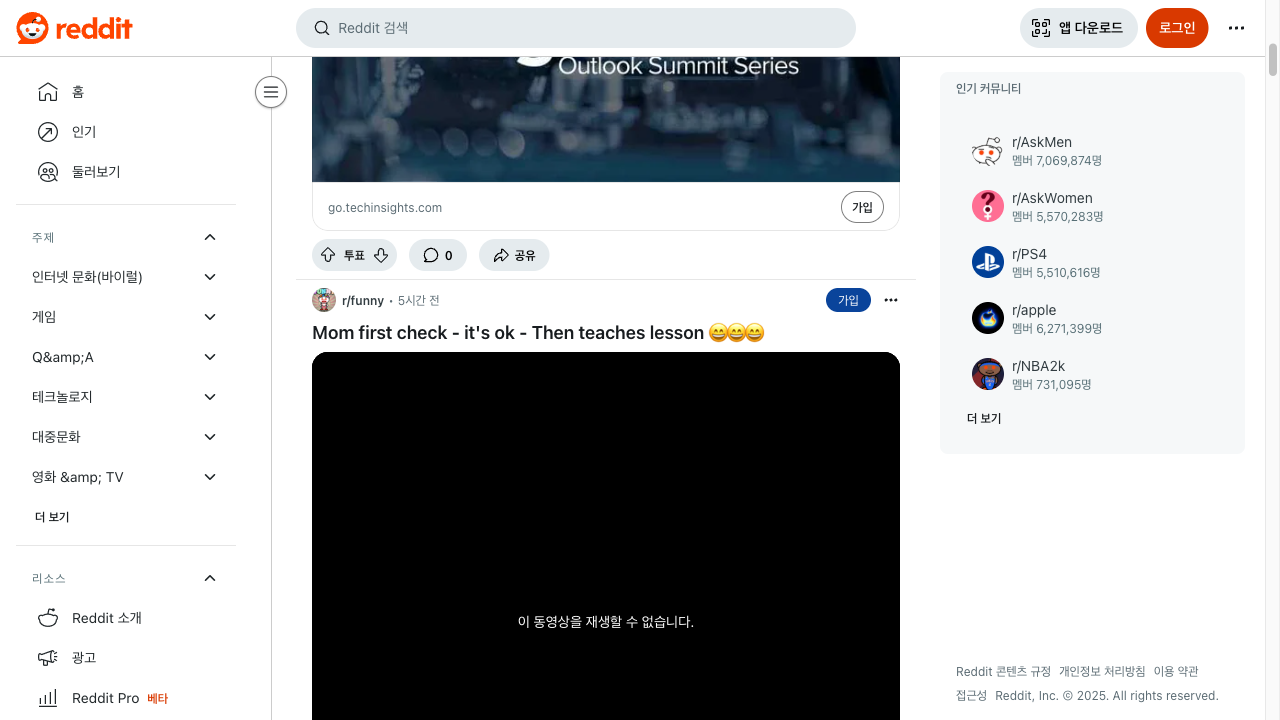 reddit
Reddit 검색
앱 다운로드
로그인
홈
인기
둘러보기
주제
인터넷 문화(바이럴)
게임
Q&amp;A
테크놀로지
대중문화
영화 &amp; TV
더 보기
리소스
Reddit 소개
광고
Reddit Pro 베타
Outlook Summit Series
go.techinsights.com
가입
투표
0
공유
r/funny • 5시간 전
가입
Mom first check - it's ok - Then teaches lesson 😄😄😄
이 동영상을 재생할 수 없습니다.
인기 커뮤니티
r/AskMen
멤버 7,069,874명
r/AskWomen
멤버 5,570,283명
r/PS4
멤버 5,510,616명
r/apple
멤버 6,271,399명
r/NBA2k
멤버 731,095명
더 보기
Reddit 콘텐츠 규정 개인정보 처리방침 이용 약관
접근성 Reddit, Inc. © 2025. All rights reserved.